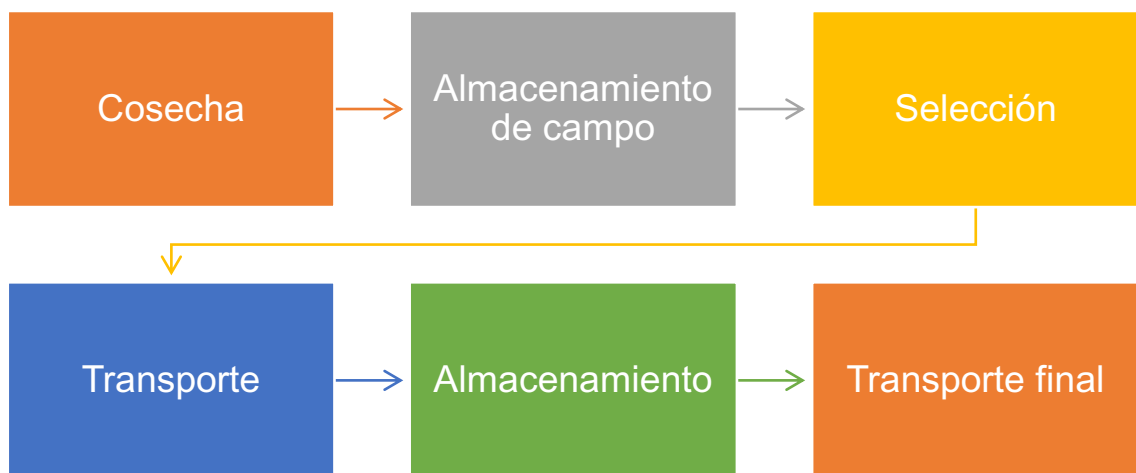 Cosecha
Almacenamiento
de campo
Selección
Transporte
Almacenamiento
Transporte final